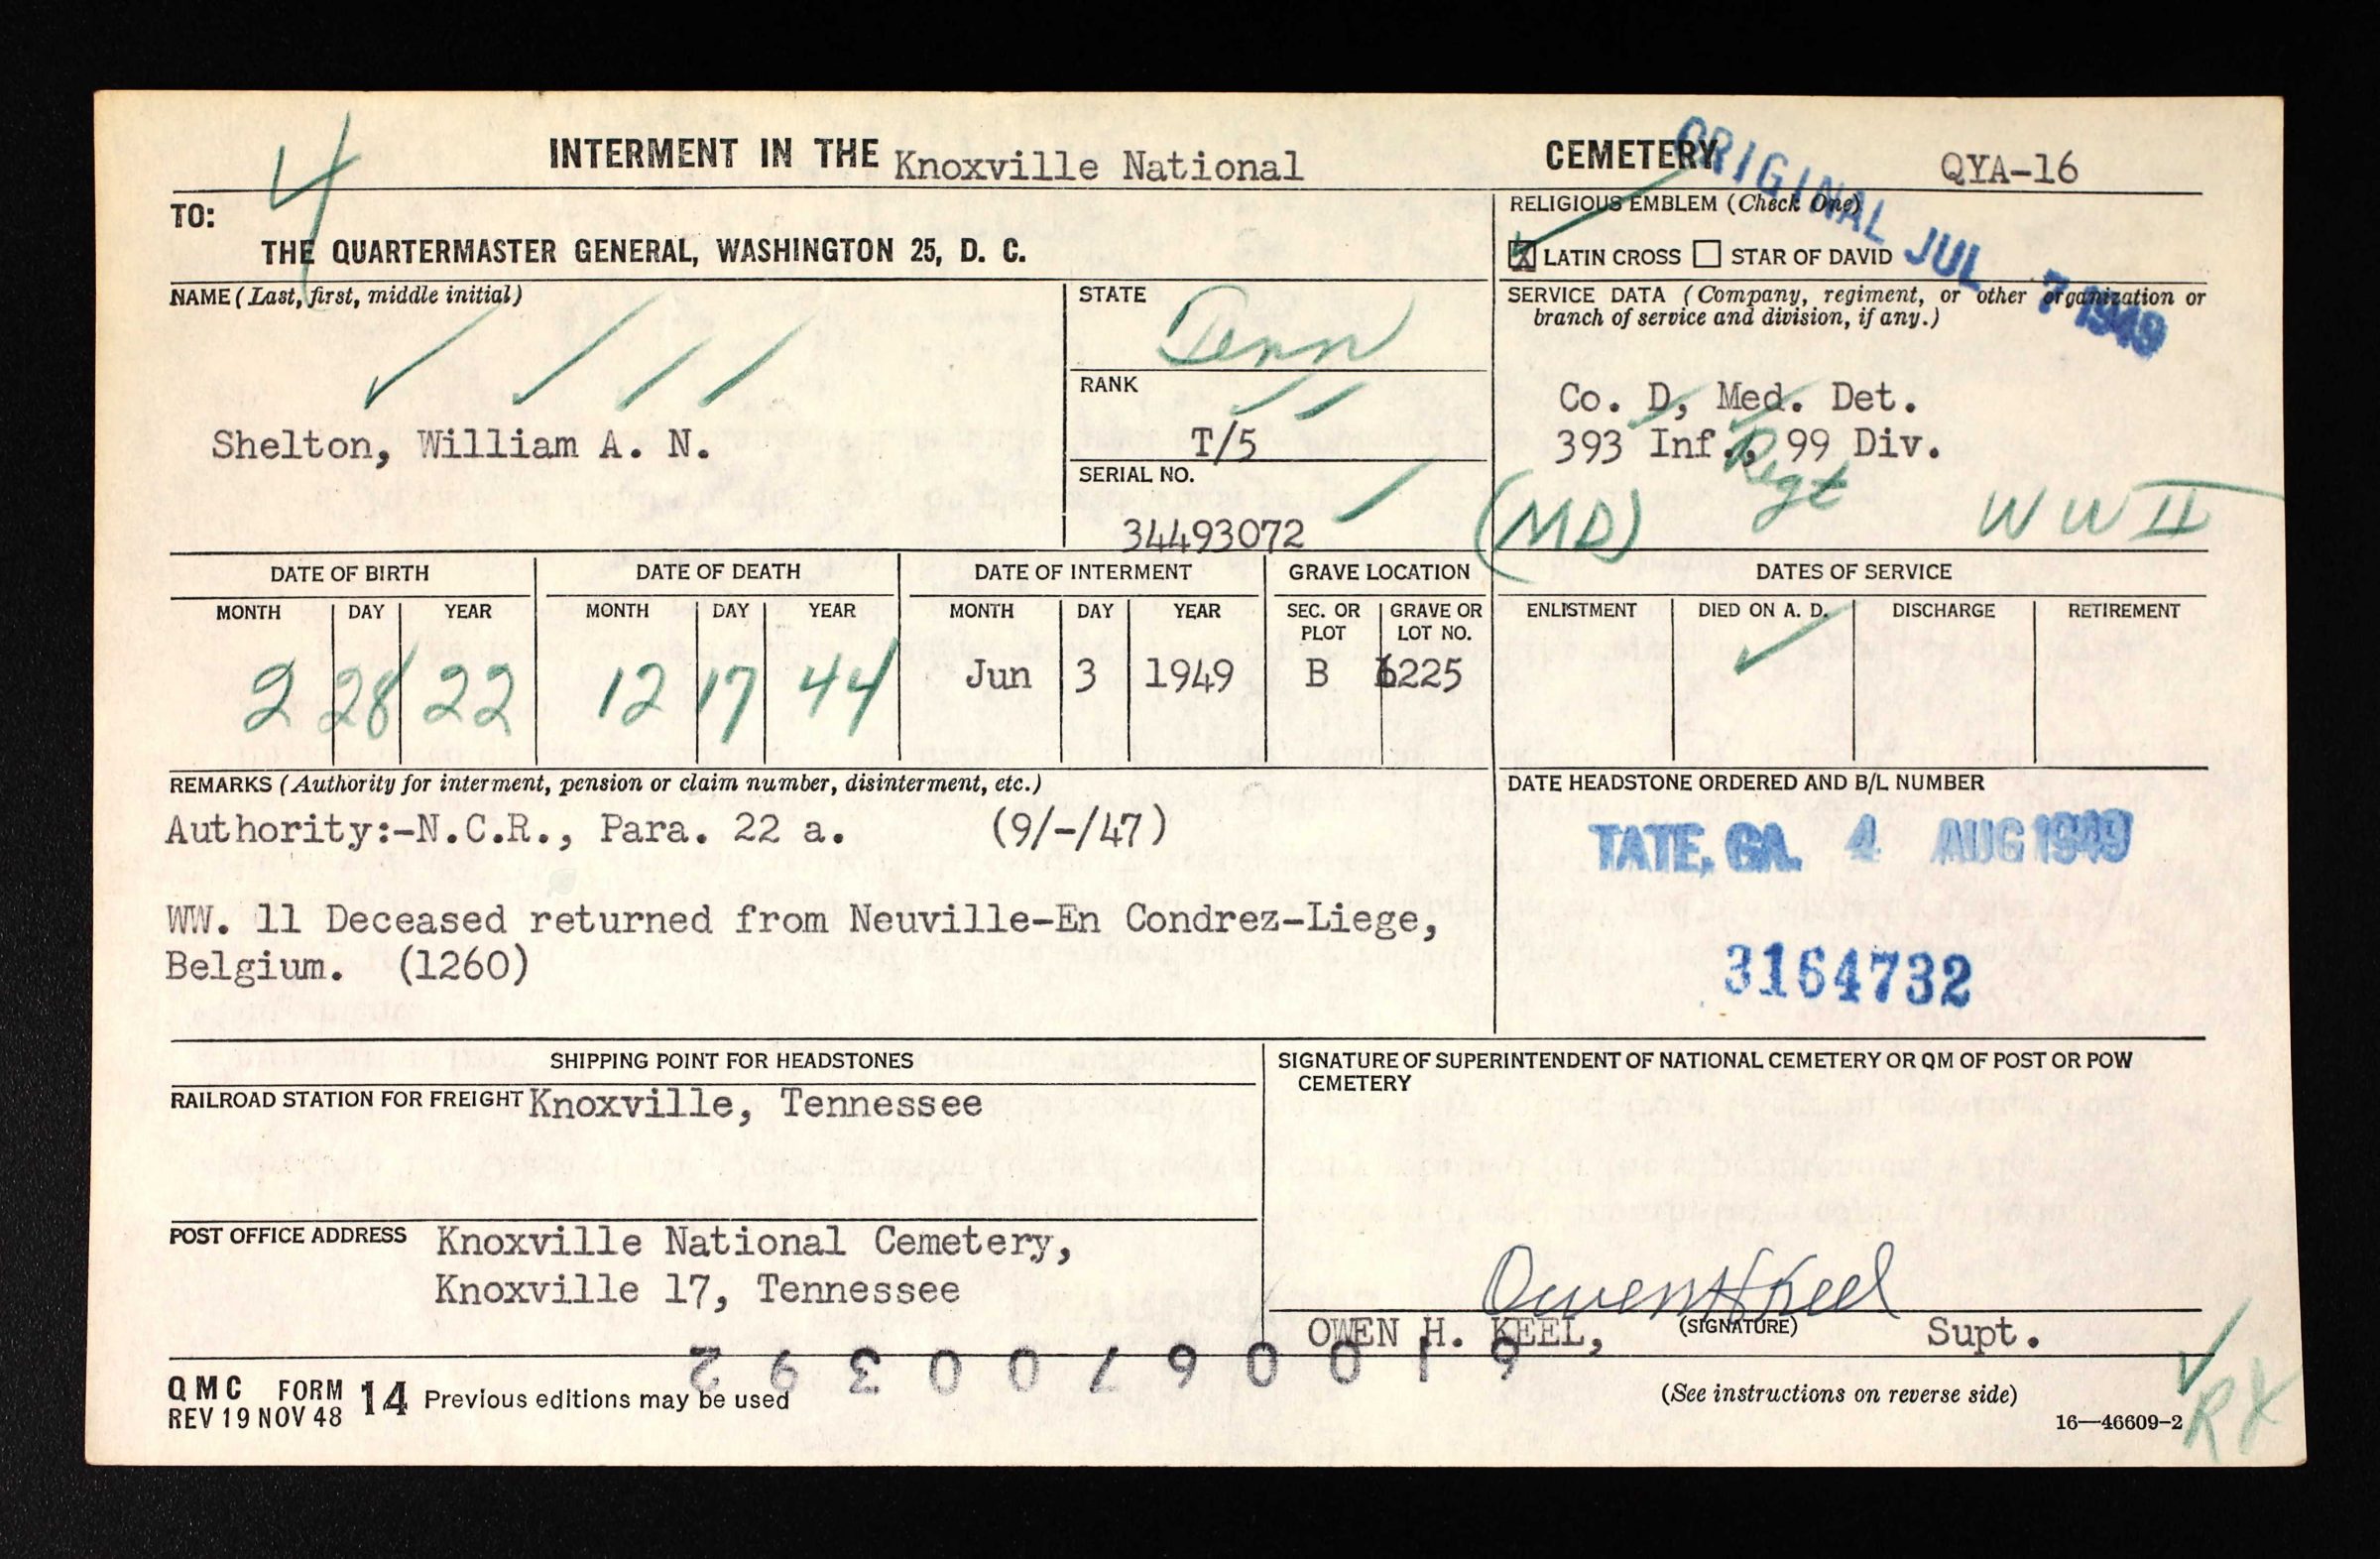 4
INTERMENT IN THE Knoxville National CEMETERY QYA-16
ORIGINAL JUL 7 1949
TO:
THE QUARTERMASTER GENERAL, WASHINGTON 25, D. C.
RELIGIOUS EMBLEM (Check One)
X LATIN CROSS STAR OF DAVID
NAME (Last, first, middle initial)
Shelton, William A. N.
STATE
Tenn
RANK
T/5
SERIAL NO.
34493072
SERVICE DATA (Company, regiment, or other organization or
branch of service and division, if any.)
Co. D, Med. Det.
393 Inf., 99 Div.
Regt
(MD) WW II
DATE OF BIRTH DATE OF DEATH DATE OF INTERMENT GRAVE LOCATION DATES OF SERVICE
MONTH DAY YEAR MONTH DAY YEAR MONTH DAY YEAR SEC. OR PLOT GRAVE OR LOT NO. ENLISTMENT DIED ON A. D. DISCHARGE RETIREMENT
2 28 22 12 17 44 Jun 3 1949 B 6225
REMARKS (Authority for interment, pension or claim number, disinterment, etc.)
Authority:-N.C.R., Para. 22 a. (9/-/47)
WW. 11 Deceased returned from Neuville-En Condrez-Liege,
Belgium. (1260)
DATE HEADSTONE ORDERED AND B/L NUMBER
TATE, GA. 4 AUG 1949
3164732
SHIPPING POINT FOR HEADSTONES
RAILROAD STATION FOR FREIGHT Knoxville, Tennessee
POST OFFICE ADDRESS Knoxville National Cemetery,
Knoxville 17, Tennessee
SIGNATURE OF SUPERINTENDENT OF NATIONAL CEMETERY OR QM OF POST OR POW
CEMETERY
Owen H Keel
OWEN H. KEEL, (SIGNATURE) Supt.
29300760019
QMC FORM 14 Previous editions may be used
REV 19 NOV 48
(See instructions on reverse side)
16—46609-2